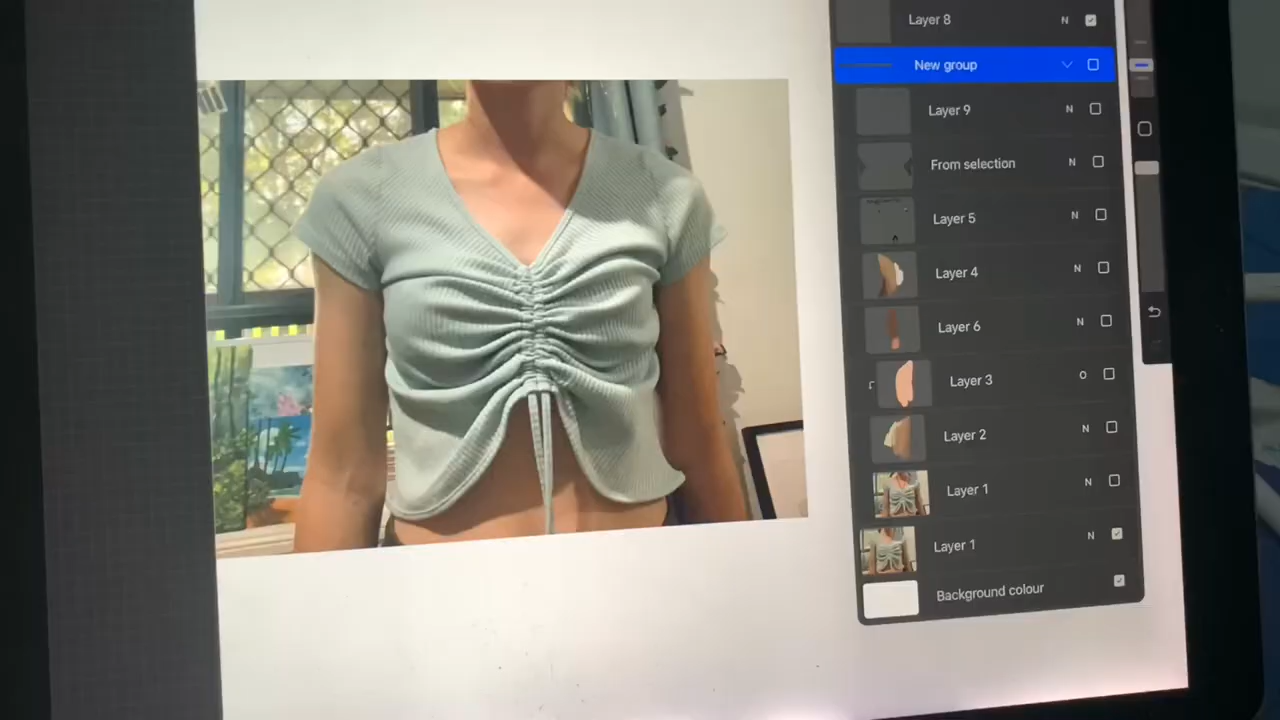 Layer 8 N
New group
Layer 9 N
From selection N
Layer 5 N
Layer 4 N
Layer 6 N
Layer 3 O
Layer 2 N
Layer 1 N
Layer 1 N
Background colour